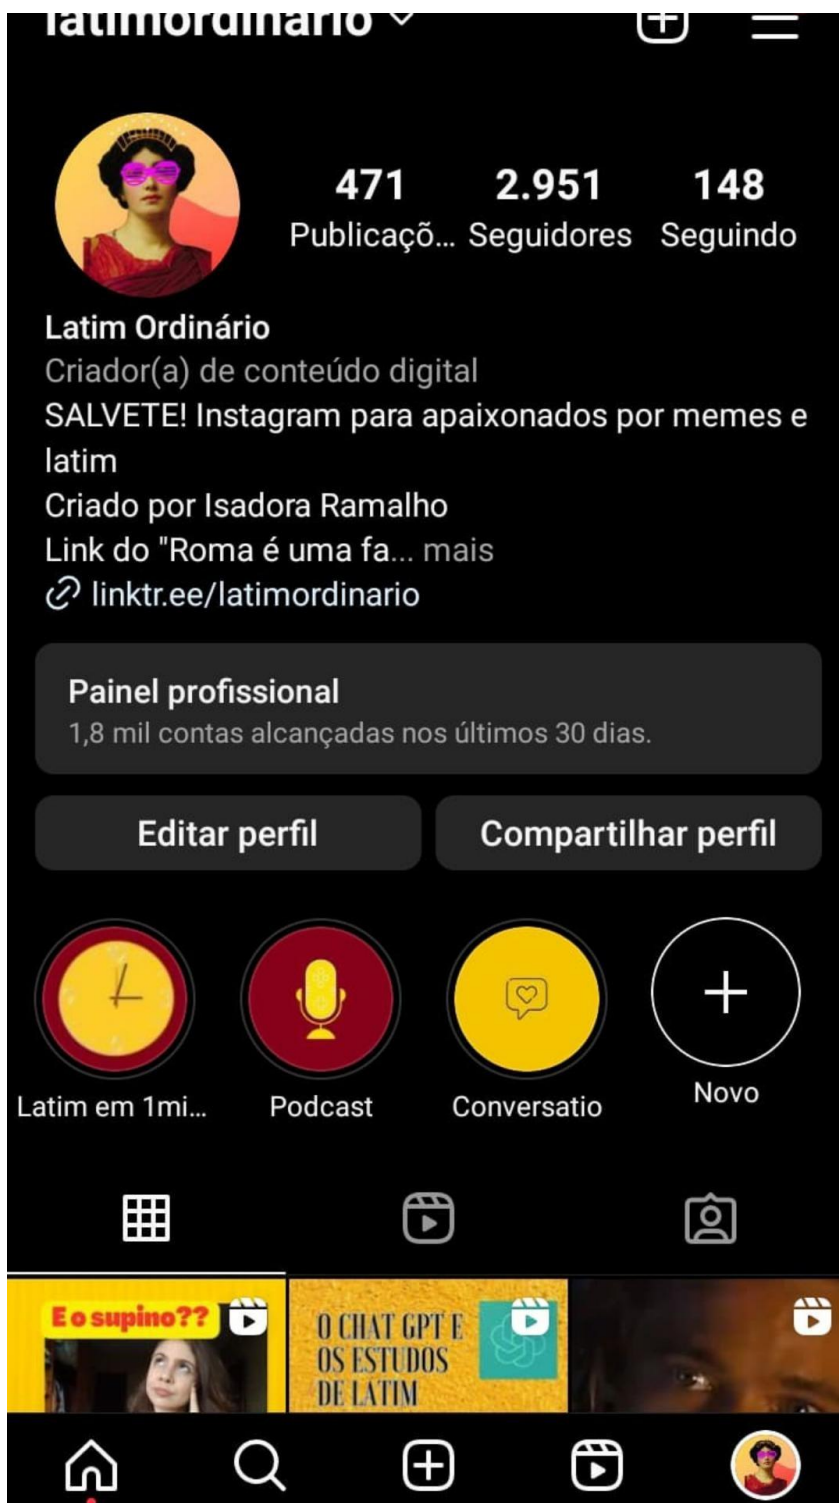 latimordinario
471 2.951 148
Publicaçõ... Seguidores Seguindo
Latim Ordinário
Criador(a) de conteúdo digital
SALVETE! Instagram para apaixonados por memes e
latim
Criado por Isadora Ramalho
Link do "Roma é uma fa... mais
linktr.ee/latimordinario
Painel profissional
1,8 mil contas alcançadas nos últimos 30 dias.
Editar perfil Compartilhar perfil
Latim em 1mi... Podcast Conversatio Novo
E o supino??
O CHAT GPT E
OS ESTUDOS
DE LATIM